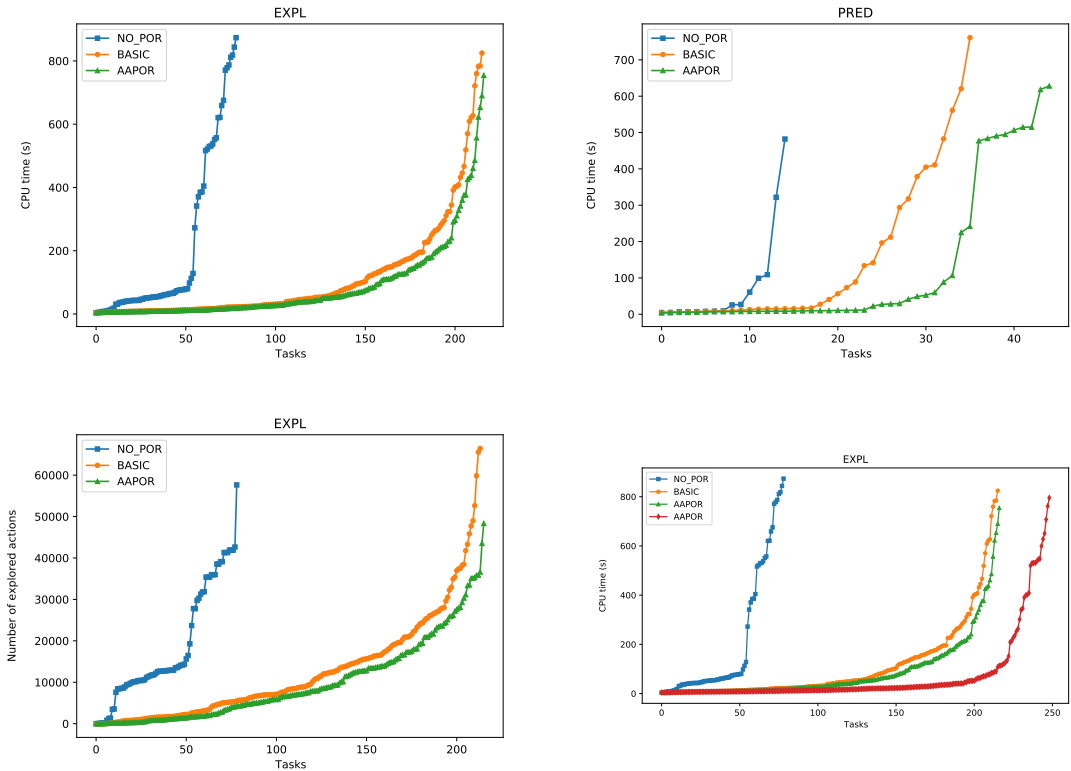 EXPL
NO_POR
BASIC
AAPOR
CPU time (s)
800
600
400
200
0
0 50 100 150 200
Tasks
PRED
NO_POR
BASIC
AAPOR
CPU time (s)
700
600
500
400
300
200
100
0
0 10 20 30 40
Tasks
EXPL
NO_POR
BASIC
AAPOR
Number of explored actions
60000
50000
40000
30000
20000
10000
0
0 50 100 150 200
Tasks
EXPL
NO_POR
BASIC
AAPOR
AAPOR
CPU time (s)
800
600
400
200
0
0 50 100 150 200 250
Tasks